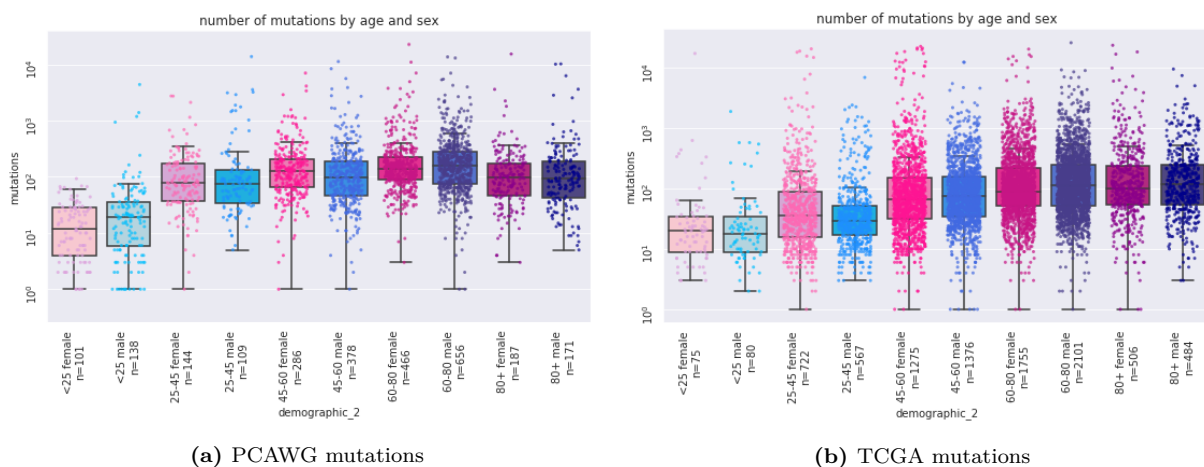 number of mutations by age and sex
10⁴
10³
10²
10¹
10⁰
mutations
<25 female
n=101
<25 male
n=138
25-45 female
n=144
25-45 male
n=109
45-60 female
n=286
45-60 male
n=378
60-80 female
n=466
60-80 male
n=656
80+ female
n=187
80+ male
n=171
demographic_2
(a) PCAWG mutations
number of mutations by age and sex
10⁴
10³
10²
10¹
10⁰
mutations
<25 female
n=75
<25 male
n=80
25-45 female
n=722
25-45 male
n=567
45-60 female
n=1275
45-60 male
n=1376
60-80 female
n=1755
60-80 male
n=2101
80+ female
n=506
80+ male
n=484
demographic_2
(b) TCGA mutations